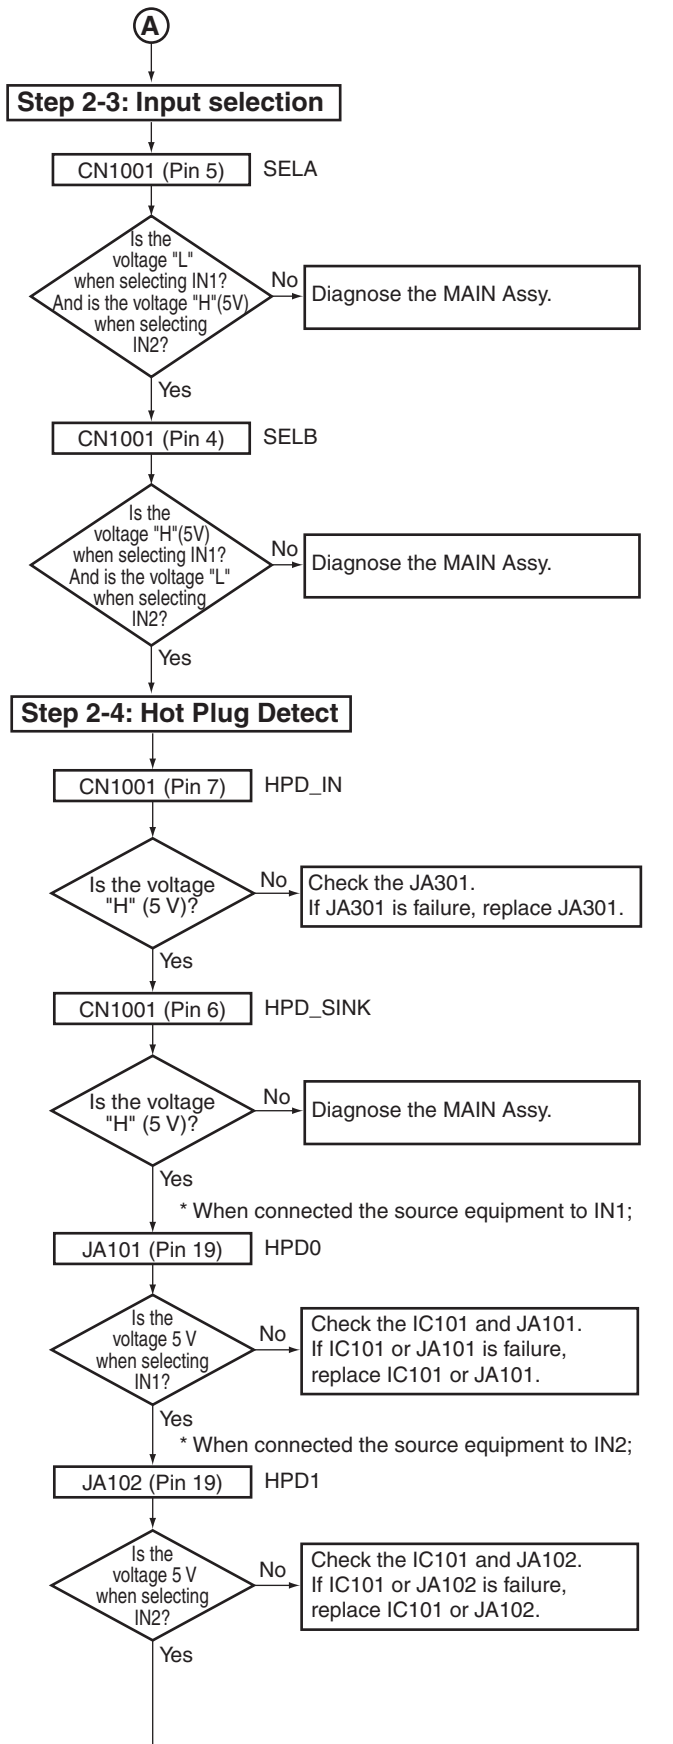 A
Step 2-3: Input selection
CN1001 (Pin 5)
SELA
Is the
voltage "L"
when selecting IN1?
And is the voltage "H"(5V)
when selecting
IN2?
No
Diagnose the MAIN Assy.
Yes
CN1001 (Pin 4)
SELB
Is the
voltage "H"(5V)
when selecting IN1?
And is the voltage "L"
when selecting
IN2?
No
Diagnose the MAIN Assy.
Yes
Step 2-4: Hot Plug Detect
CN1001 (Pin 7)
HPD_IN
Is the voltage
"H" (5 V)?
No
Check the JA301.
If JA301 is failure, replace JA301.
Yes
CN1001 (Pin 6)
HPD_SINK
Is the voltage
"H" (5 V)?
No
Diagnose the MAIN Assy.
Yes
* When connected the source equipment to IN1;
JA101 (Pin 19)
HPD0
Is the
voltage 5 V
when selecting
IN1?
No
Check the IC101 and JA101.
If IC101 or JA101 is failure,
replace IC101 or JA101.
Yes
* When connected the source equipment to IN2;
JA102 (Pin 19)
HPD1
Is the
voltage 5 V
when selecting
IN2?
No
Check the IC101 and JA102.
If IC101 or JA102 is failure,
replace IC101 or JA102.
Yes